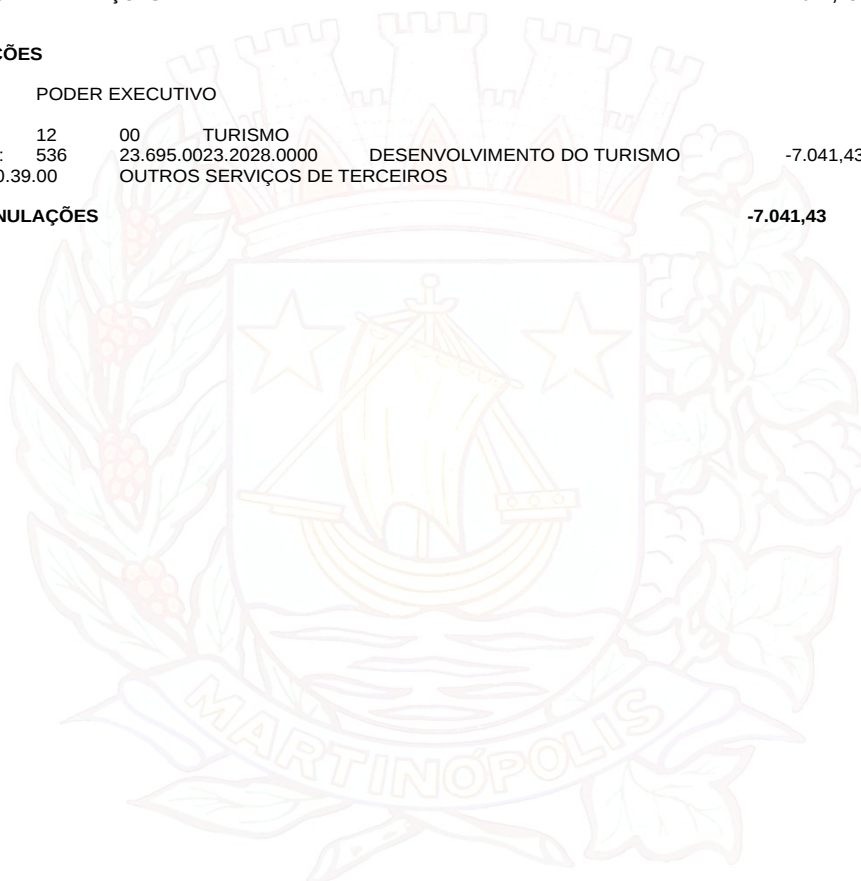 ÇÕES
PODER EXECUTIVO
12 00 TURISMO
: 536 23.695.0023.2028.0000 DESENVOLVIMENTO DO TURISMO -7.041,43
0.39.00 OUTROS SERVIÇOS DE TERCEIROS
NULAÇÕES -7.041,43
MARTINÓPOLIS